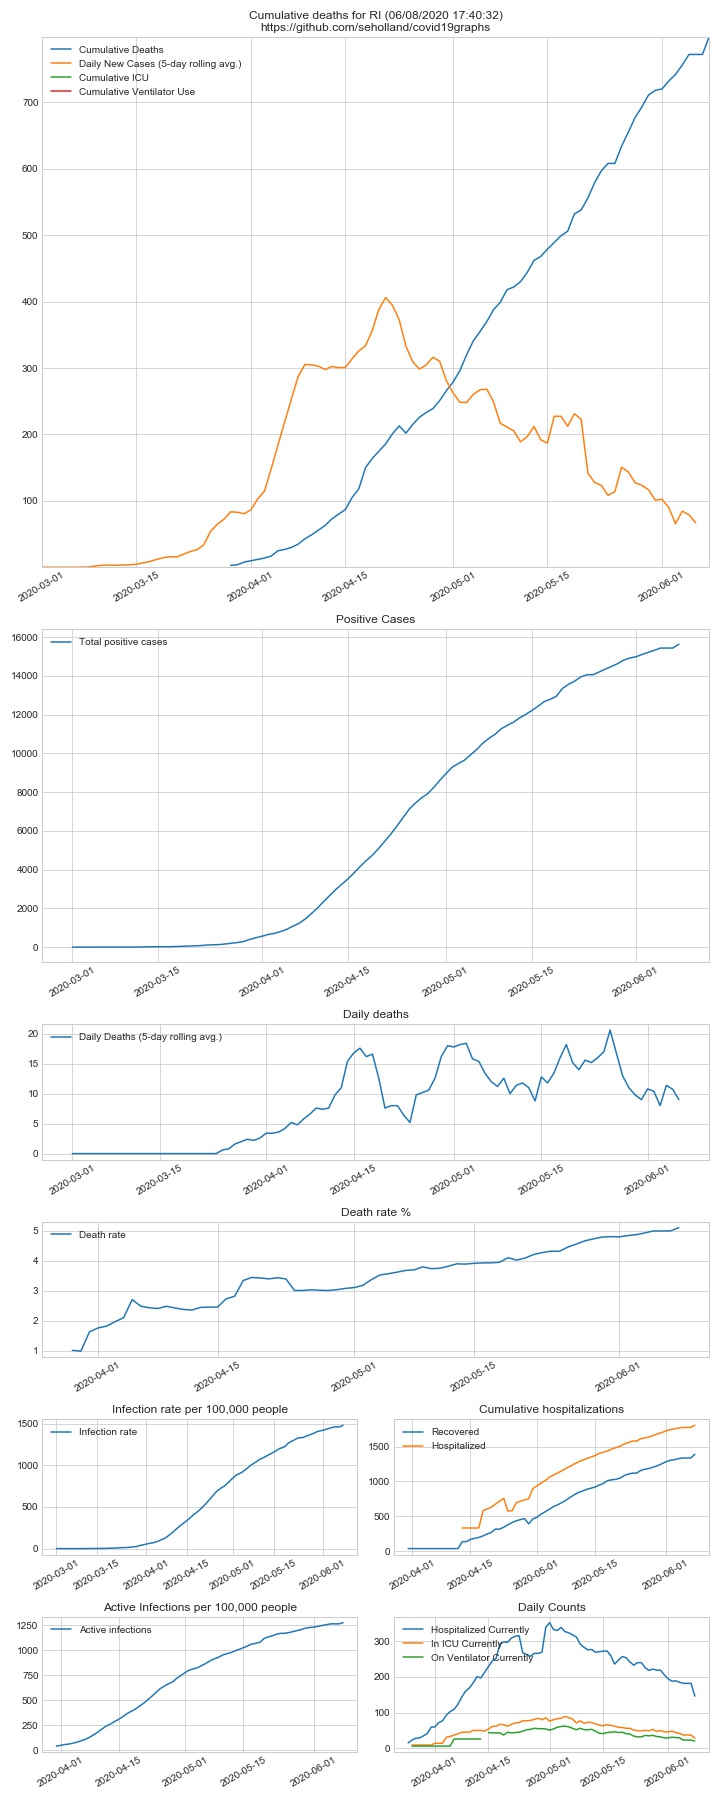 Cumulative deaths for RI (06/08/2020 17:40:32)
https://github.com/seholland/covid19graphs
Cumulative Deaths
Daily New Cases (5-day rolling avg.)
Cumulative ICU
Cumulative Ventilator Use
700
600
500
400
300
200
100
2020-03-01 2020-03-15 2020-04-01 2020-04-15 2020-05-01 2020-05-15 2020-06-01
Positive Cases
Total positive cases
16000
14000
12000
10000
8000
6000
4000
2000
0
2020-03-01 2020-03-15 2020-04-01 2020-04-15 2020-05-01 2020-05-15 2020-06-01
Daily deaths
Daily Deaths (5-day rolling avg.)
20
15
10
5
0
2020-03-01 2020-03-15 2020-04-01 2020-04-15 2020-05-01 2020-05-15 2020-06-01
Death rate %
Death rate
5
4
3
2
1
2020-04-01 2020-04-15 2020-05-01 2020-05-15 2020-06-01
Infection rate per 100,000 people
Infection rate
1500
1000
500
0
2020-03-01 2020-03-15 2020-04-01 2020-04-15 2020-05-01 2020-05-15 2020-06-01
Cumulative hospitalizations
Recovered
Hospitalized
1500
1000
500
0
2020-04-01 2020-04-15 2020-05-01 2020-05-15 2020-06-01
Active Infections per 100,000 people
Active infections
1250
1000
750
500
250
0
2020-04-01 2020-04-15 2020-05-01 2020-05-15 2020-06-01
Daily Counts
Hospitalized Currently
In ICU Currently
On Ventilator Currently
300
200
100
0
2020-04-01 2020-04-15 2020-05-01 2020-05-15 2020-06-01